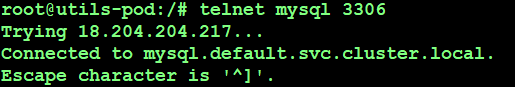 root@utils-pod:/# telnet mysql 3306
Trying 18.204.204.217...
Connected to mysql.default.svc.cluster.local.
Escape character is '^]'.